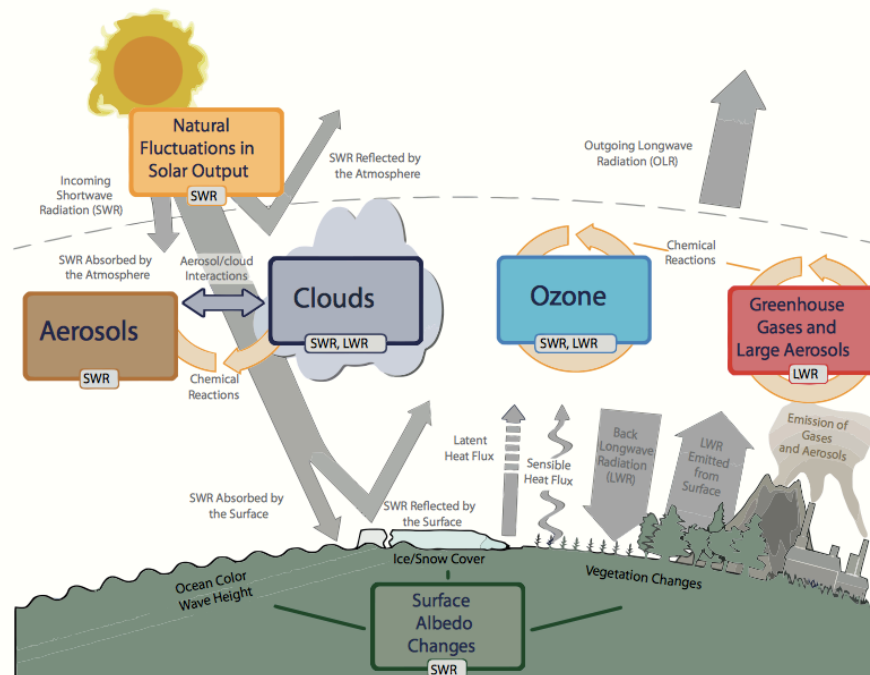 Natural
Fluctuations in
Solar Output
SWR
SWR Reflected by
the Atmosphere
Outgoing Longwave
Radiation (OLR)
Incoming
Shortwave
Radiation (SWR)
SWR Absorbed by
the Atmosphere
Aerosol/cloud
Interactions
Chemical
Reactions
Aerosols
SWR
Clouds
SWR, LWR
Ozone
SWR, LWR
Greenhouse
Gases and
Large Aerosols
LWR
Chemical
Reactions
Latent
Heat Flux
Sensible
Heat Flux
Back
Longwave
Radiation
(LWR)
LWR
Emitted
from
Surface
Emission of
Gases
and Aerosols
SWR Absorbed by
the Surface
SWR Reflected by
the Surface
Ice/Snow Cover
Ocean Color
Wave Height
Vegetation Changes
Surface
Albedo
Changes
SWR